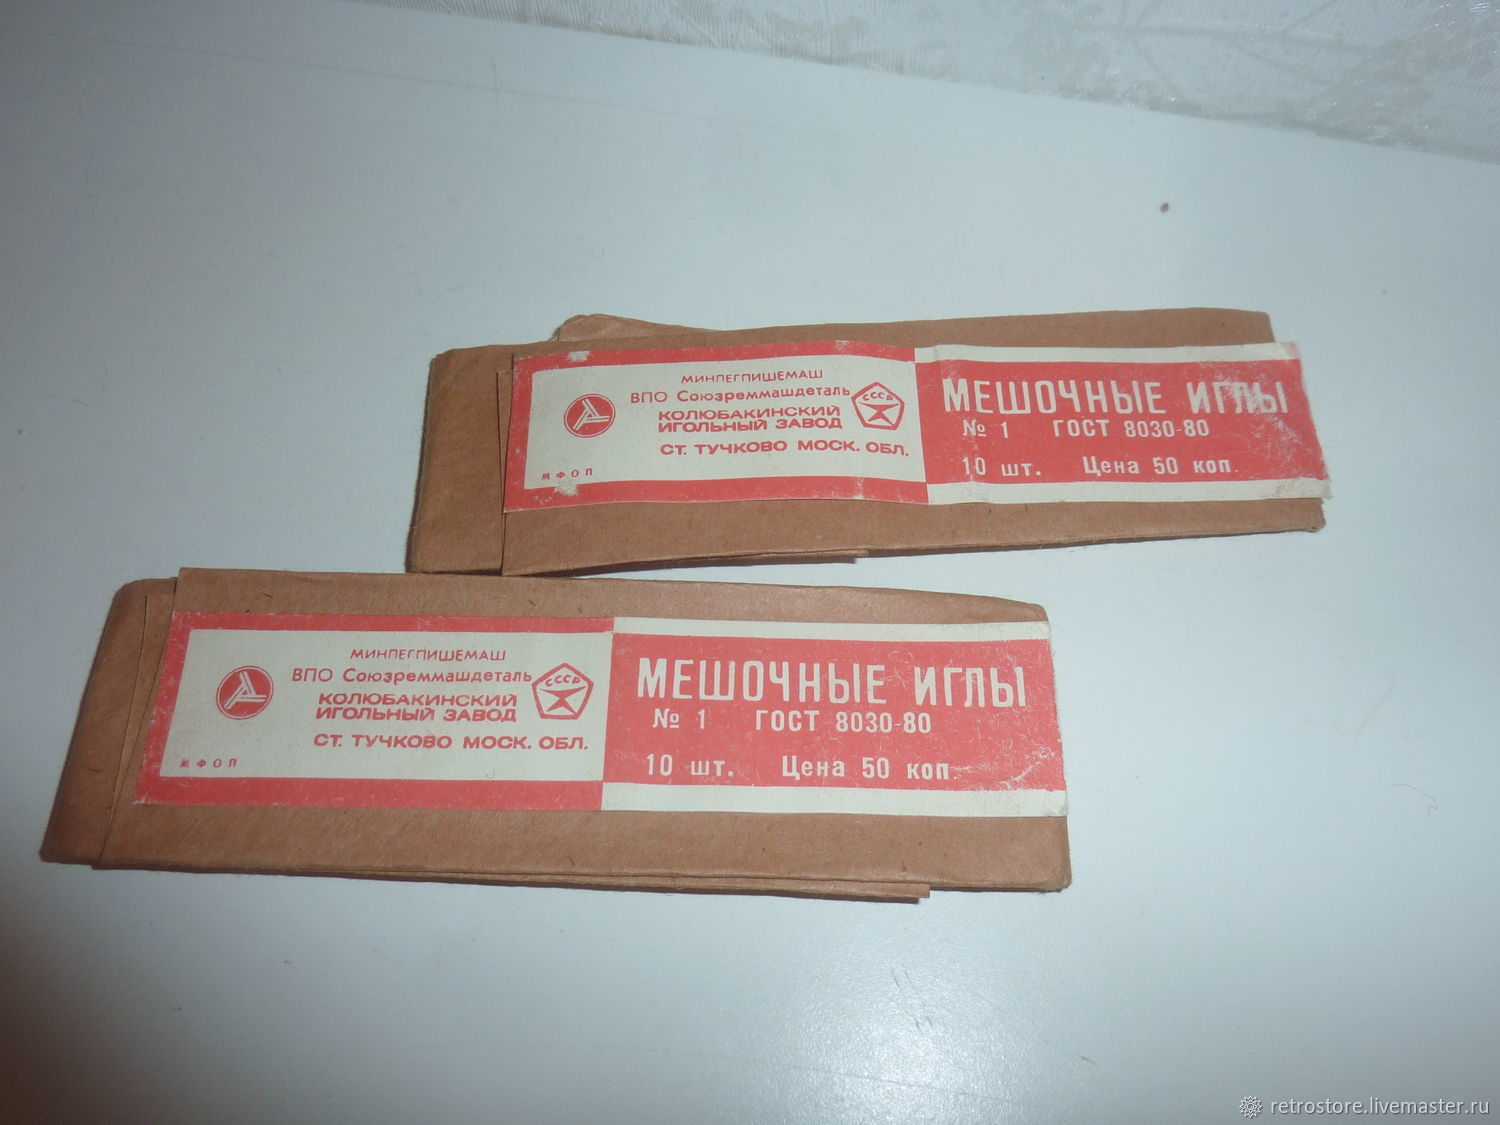 МИНЛЕГПИШЕМАШ
ВПО Союзреммашдеталь
КОЛЮБАКИНСКИЙ
ИГОЛЬНЫЙ ЗАВОД
СТ. ТУЧКОВО МОСК. ОБЛ.
МФОП
СССР
МЕШОЧНЫЕ ИГЛЫ
№ 1 ГОСТ 8030-80
10 шт. Цена 50 коп.
МИНЛЕГПИШЕМАШ
ВПО Союзреммашдеталь
КОЛЮБАКИНСКИЙ
ИГОЛЬНЫЙ ЗАВОД
СТ. ТУЧКОВО МОСК. ОБЛ.
МФОП
СССР
МЕШОЧНЫЕ ИГЛЫ
№ 1 ГОСТ 8030-80
10 шт. Цена 50 коп.
retrostore.livemaster.ru